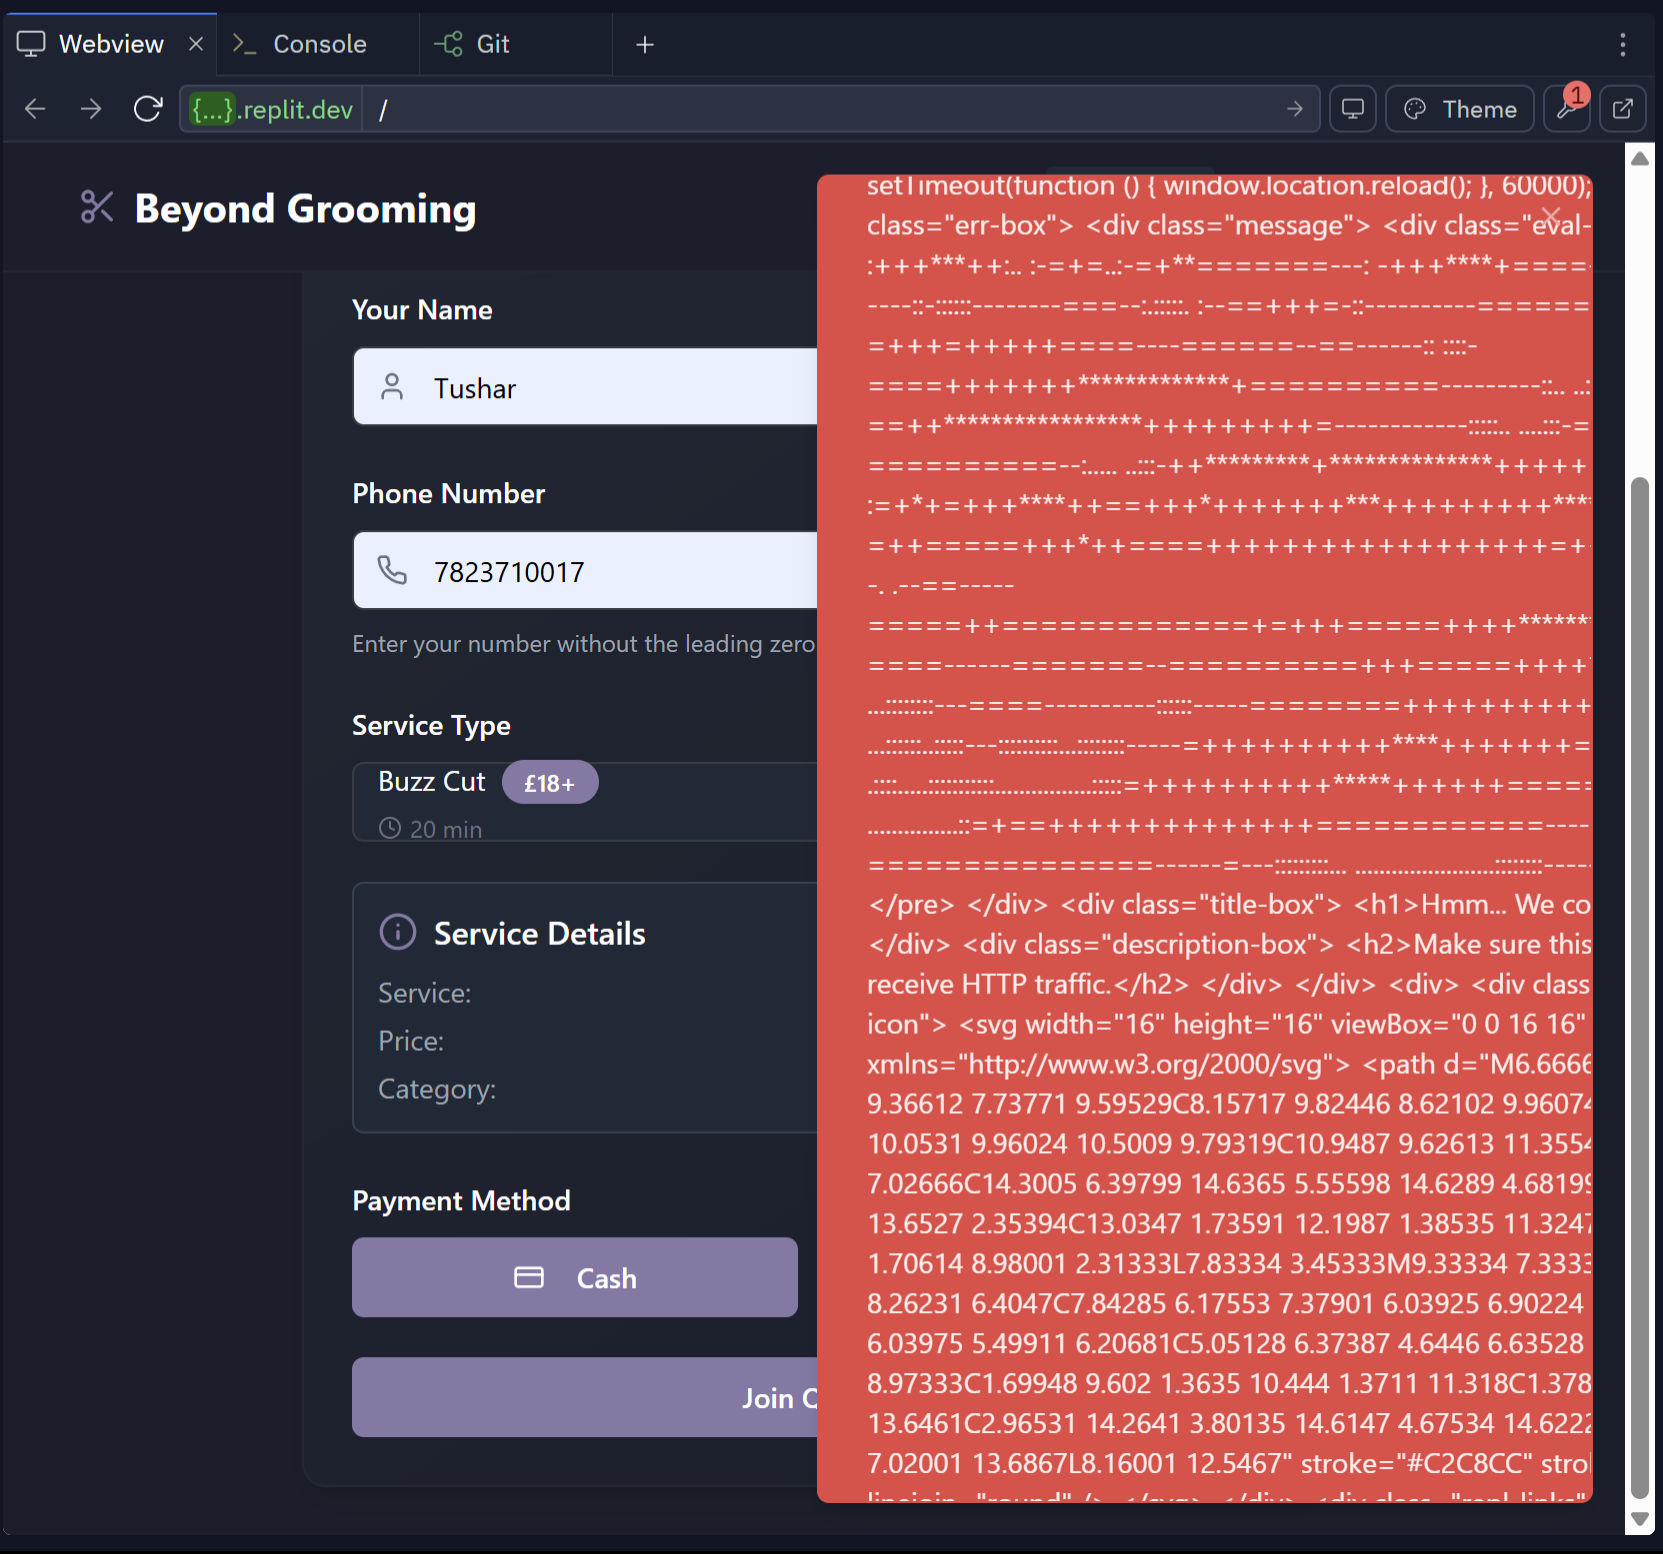 Webview
Console
Git
{...}.replit.dev /
Theme
1
Beyond Grooming
Your Name
Tushar
Phone Number
7823710017
Enter your number without the leading zero
Service Type
Buzz Cut £18+
20 min
Service Details
Service:
Price:
Category:
Payment Method
Cash
Join
setTimeout(function () { window.location.reload(); }, 60000);
class="err-box"> <div class="message"> <div class="eval-
</pre> </div> <div class="title-box"> <h1>Hmm... We co
</div> <div class="description-box"> <h2>Make sure this
receive HTTP traffic.</h2> </div> </div> <div> <div class
icon"> <svg width="16" height="16" viewBox="0 0 16 16"
xmlns="http://www.w3.org/2000/svg"> <path d="M6.6666
9.36612 7.73771 9.59529C8.15717 9.82446 8.62102 9.96074
10.0531 9.96024 10.5009 9.79319C10.9487 9.62613 11.3554
7.02666C14.3005 6.39799 14.6365 5.55598 14.6289 4.68199
13.6527 2.35394C13.0347 1.73591 12.1987 1.38535 11.3247
1.70614 8.98001 2.31333L7.83334 3.45333M9.33334 7.3333
8.26231 6.4047C7.84285 6.17553 7.37901 6.03925 6.90224
6.03975 5.49911 6.20681C5.05128 6.37387 4.6446 6.63528
8.97333C1.69948 9.602 1.3635 10.444 1.3711 11.318C1.378
13.6461C2.96531 14.2641 3.80135 14.6147 4.67534 14.6222
7.02001 13.6867L8.16001 12.5467" stroke="#C2C8CC" stro